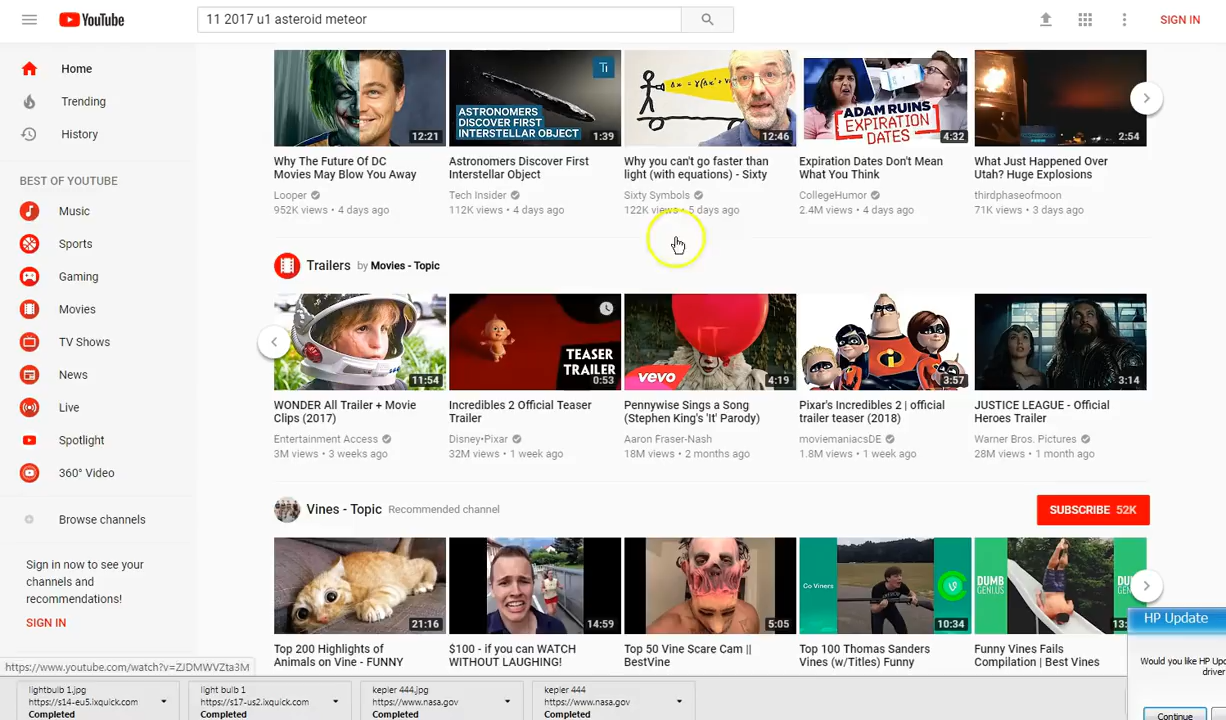 YouTube
11 2017 u1 asteroid meteor
SIGN IN
Home
Trending
History
BEST OF YOUTUBE
Music
Sports
Gaming
Movies
TV Shows
News
Live
Spotlight
360° Video
Browse channels
Sign in now to see your
channels and
recommendations!
SIGN IN
12:21
Why The Future Of DC
Movies May Blow You Away
Looper
952K views • 4 days ago
Ti
ASTRONOMERS
DISCOVER FIRST
INTERSTELLAR OBJECT
1:39
Astronomers Discover First
Interstellar Object
Tech Insider
112K views • 4 days ago
12:46
Why you can't go faster than
light (with equations) - Sixty
Sixty Symbols
122K views • 5 days ago
ADAM RUINS
EXPIRATION
DATES
4:32
Expiration Dates Don't Mean
What You Think
CollegeHumor
2.4M views • 4 days ago
2:54
What Just Happened Over
Utah? Huge Explosions
thirdphaseofmoon
71K views • 3 days ago
Trailers by Movies - Topic
11:54
WONDER All Trailer + Movie
Clips (2017)
Entertainment Access
3M views • 3 weeks ago
TEASER
TRAILER
0:53
Incredibles 2 Official Teaser
Trailer
Disney•Pixar
32M views • 1 week ago
vevo
4:19
Pennywise Sings a Song
(Stephen King's 'It' Parody)
Aaron Fraser-Nash
18M views • 2 months ago
3:57
Pixar's Incredibles 2 | official
trailer teaser (2018)
moviemaniacsDE
1.8M views • 1 week ago
3:14
JUSTICE LEAGUE - Official
Heroes Trailer
Warner Bros. Pictures
28M views • 1 month ago
Vines - Topic Recommended channel
SUBSCRIBE 52K
21:16
Top 200 Highlights of
Animals on Vine - FUNNY
14:59
$100 - if you can WATCH
WITHOUT LAUGHING!
5:05
Top 50 Vine Scare Cam ||
BestVine
Go Viners
10:34
Top 100 Thomas Sanders
Vines (w/Titles) Funny
DUMB
GENIUS
DUMB
13:
Funny Vines Fails
Compilation | Best Vines
HP Update
Would you like HP Upd
driver
Continue
https://www.youtube.com/watch?v=ZJDMWVZta3M
lightbulb 1.jpg
https://s14-eu5.ixquick.com
Completed
light bulb 1
https://s17-us2.ixquick.com
Completed
kepler 444.jpg
https://www.nasa.gov
Completed
kepler 444
https://www.nasa.gov
Completed